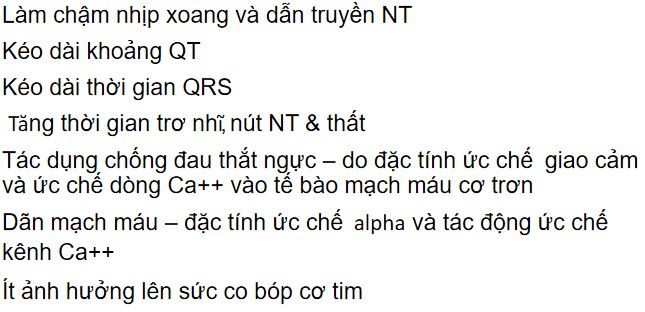 Làm chậm nhịp xoang và dẫn truyền NT
Kéo dài khoảng QT
Kéo dài thời gian QRS
Tăng thời gian trơ nhĩ, nút NT & thất
Tác dụng chống đau thắt ngực – do đặc tính ức chế giao cảm
và ức chế dòng Ca++ vào tế bào mạch máu cơ trơn
Dãn mạch máu – đặc tính ức chế alpha và tác động ức chế
kênh Ca++
Ít ảnh hưởng lên sức co bóp cơ tim